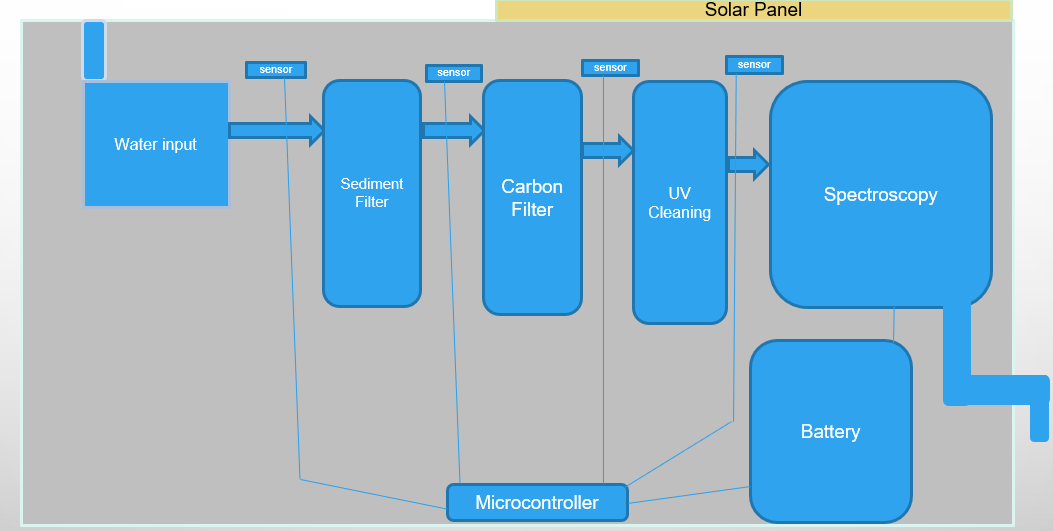 Solar Panel
sensor
sensor
sensor
sensor
Water input
Sediment
Filter
Carbon
Filter
UV
Cleaning
Spectroscopy
Battery
Microcontroller